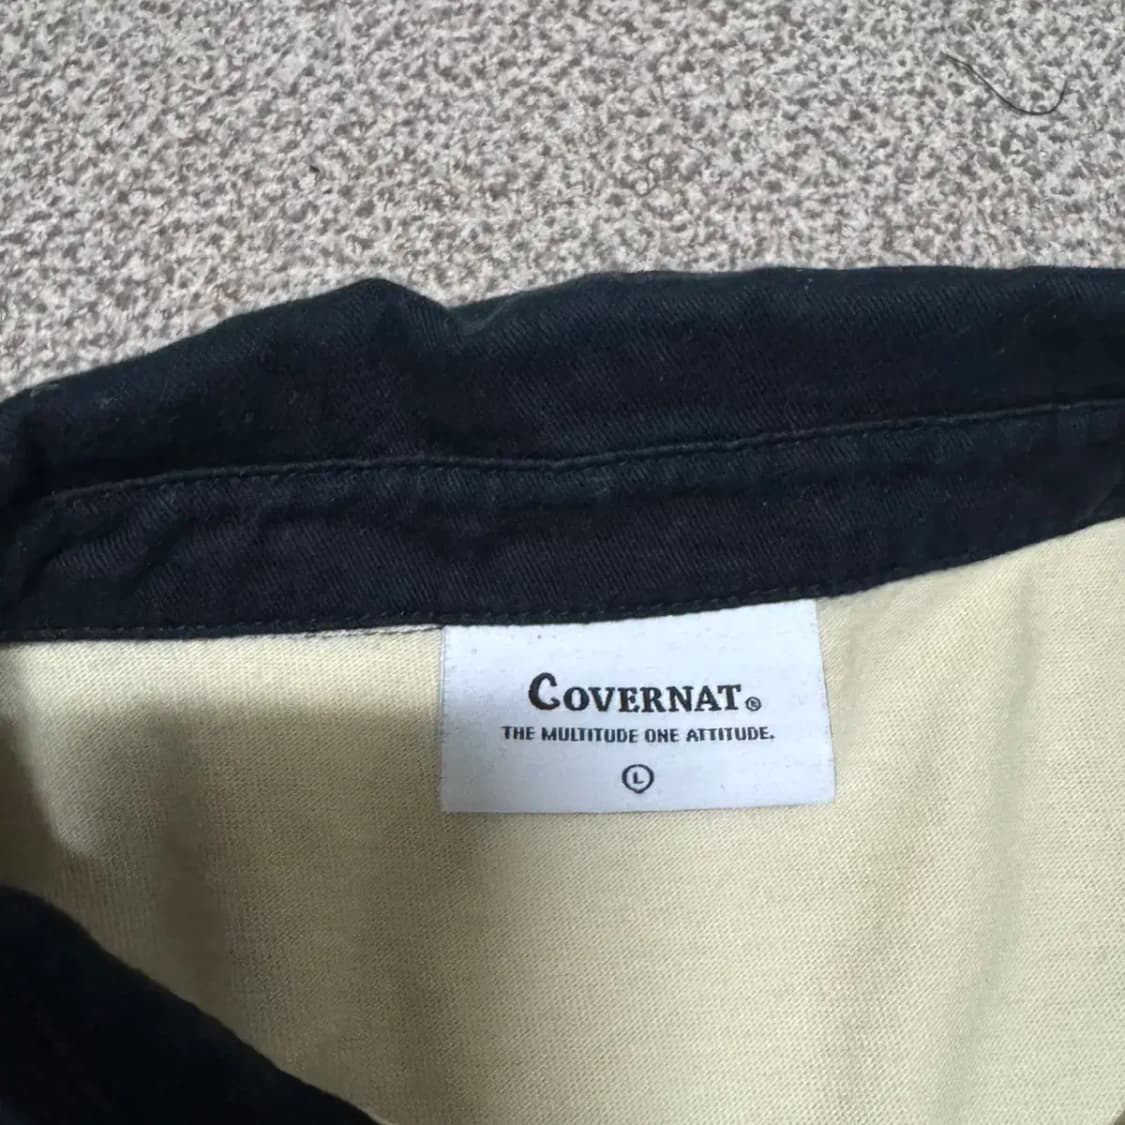 COVERNAT®
THE MULTITUDE ONE ATTITUDE.
L